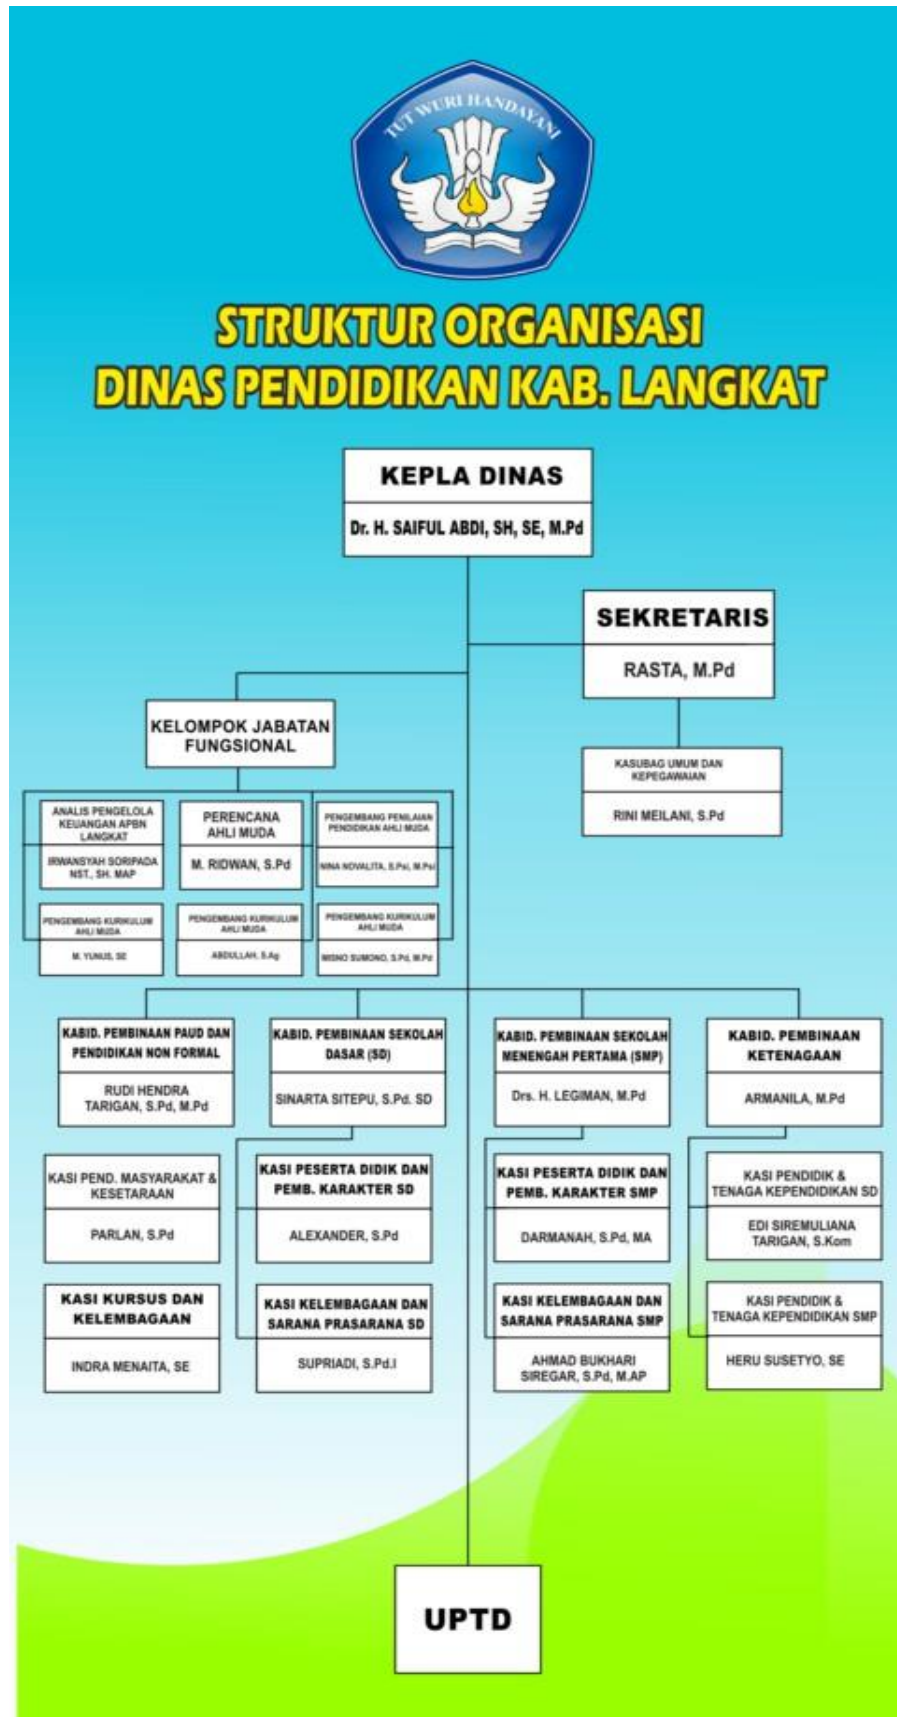 TUT WURI HANDAYANI
STRUKTUR ORGANISASI
DINAS PENDIDIKAN KAB. LANGKAT
KEPLA DINAS
Dr. H. SAIFUL ABDI, SH, SE, M.Pd
SEKRETARIS
RASTA, M.Pd
KASUBAG UMUM DAN
KEPEGAWAIAN
RINI MEILANI, S.Pd
KELOMPOK JABATAN
FUNGSIONAL
ANALIS PENGELOLA
KEUANGAN APBN
LANGKAT
IRWANSYAH SORIPADA
NST., SH. MAP
PERENCANA
AHLI MUDA
M. RIDWAN, S.Pd
PENGEMBANG PENILAIAN
PENDIDIKAN AHLI MUDA
NINA NOVALITA, S.Psi, M.Psi
PENGEMBANG KURIKULUM
AHLI MUDA
M. YUNUS, SE
PENGEMBANG KURIKULUM
AHLI MUDA
ABDULLAH, S.Ag
PENGEMBANG KURIKULUM
AHLI MUDA
MISNO SUMONO, S.Pd, M.Pd
KABID. PEMBINAAN PAUD DAN
PENDIDIKAN NON FORMAL
RUDI HENDRA
TARIGAN, S.Pd, M.Pd
KABID. PEMBINAAN SEKOLAH
DASAR (SD)
SINARTA SITEPU, S.Pd. SD
KABID. PEMBINAAN SEKOLAH
MENENGAH PERTAMA (SMP)
Drs. H. LEGIMAN, M.Pd
KABID. PEMBINAAN
KETENAGAAN
ARMANILA, M.Pd
KASI PEND. MASYARAKAT &
KESETARAAN
PARLAN, S.Pd
KASI PESERTA DIDIK DAN
PEMB. KARAKTER SD
ALEXANDER, S.Pd
KASI PESERTA DIDIK DAN
PEMB. KARAKTER SMP
DARMANAH, S.Pd, MA
KASI PENDIDIK &
TENAGA KEPENDIDIKAN SD
EDI SIREMULIANA
TARIGAN, S.Kom
KASI KURSUS DAN
KELEMBAGAAN
INDRA MENAITA, SE
KASI KELEMBAGAAN DAN
SARANA PRASARANA SD
SUPRIADI, S.Pd.I
KASI KELEMBAGAAN DAN
SARANA PRASARANA SMP
AHMAD BUKHARI
SIREGAR, S.Pd, M.AP
KASI PENDIDIK &
TENAGA KEPENDIDIKAN SMP
HERU SUSETYO, SE
UPTD